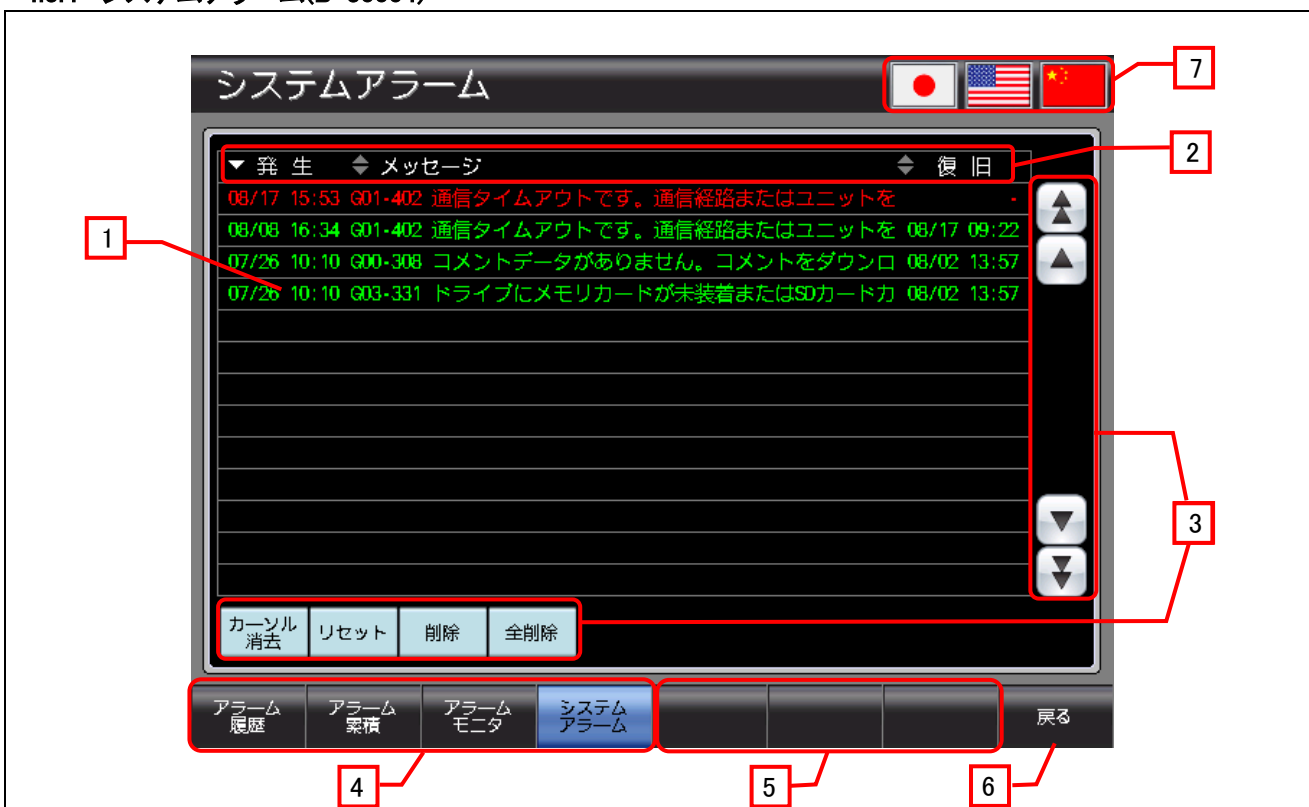 システムアラーム
7
▼ 発 生 メッセージ 復 旧
2
08/17 15:53 G01-402 通信タイムアウトです。通信経路またはユニットを -
08/08 16:34 G01-402 通信タイムアウトです。通信経路またはユニットを 08/17 09:22
1
07/26 10:10 G00-308 コメントデータがありません。コメントをダウンロ 08/02 13:57
07/26 10:10 G03-331 ドライブにメモリカードが未装着またはSDカードカ 08/02 13:57
3
カーソル
消去
リセット
削除
全削除
アラーム
履歴
アラーム
累積
アラーム
モニタ
システム
アラーム
戻る
4
5
6